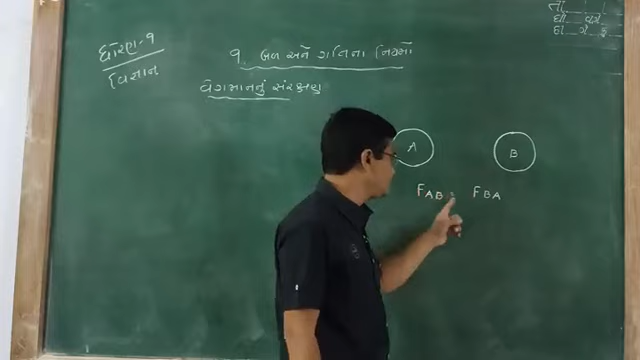 ધોરણ-૧
વિજ્ઞાન
૧. બળ અને ગતિના નિયમો
વેગમાનનું સંરક્ષણ
A B
FAB = FBA